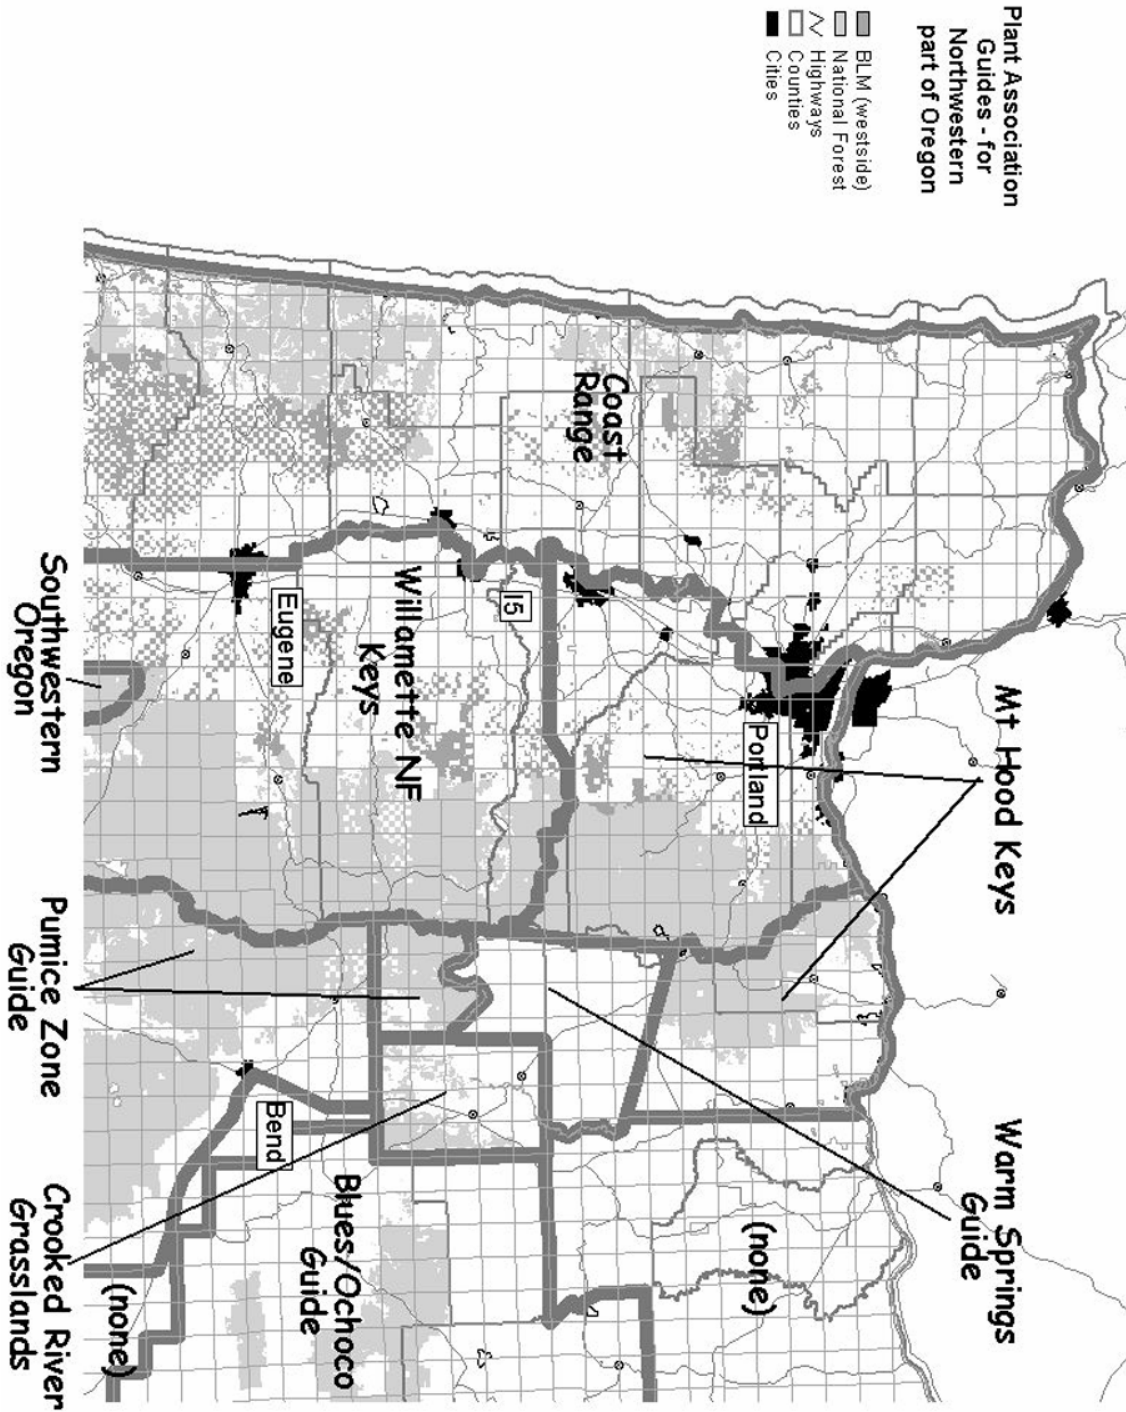 Plant Association
Guides - for
Northwestern
part of Oregon
BLM (westside)
National Forest
Highways
Counties
Cities
Coast
Range
Mt Hood Keys
Portland
I5
Willamette NF
Keys
Eugene
Southwestern
Oregon
Warm Springs
Guide
(none)
Pumice Zone
Guide
Bend
Blues/Ochoco
Guide
Crooked River
Grasslands
(none)